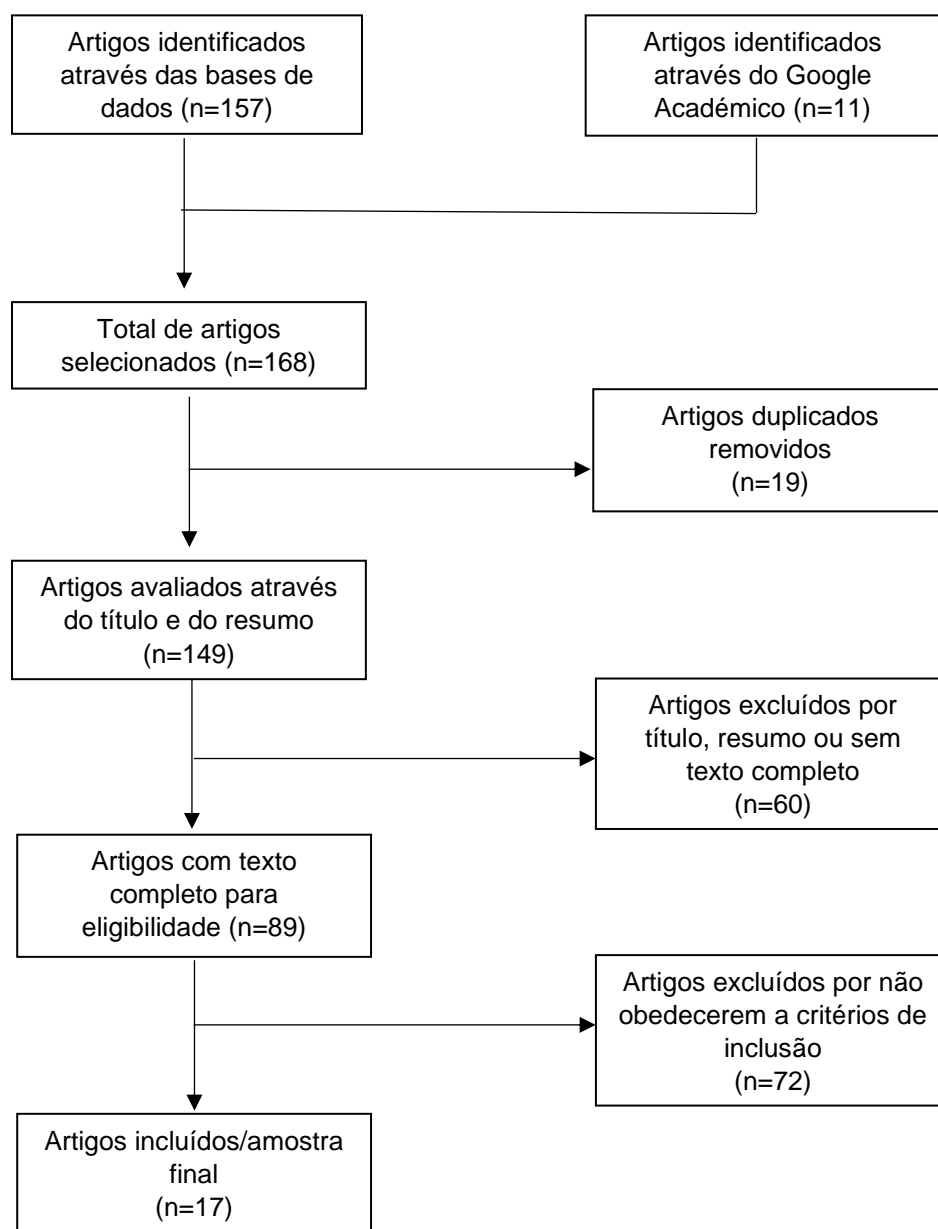 Artigos identificados
através das bases de
dados (n=157)
Artigos identificados
através do Google
Académico (n=11)
Total de artigos
selecionados (n=168)
Artigos duplicados
removidos
(n=19)
Artigos avaliados através
do título e do resumo
(n=149)
Artigos excluídos por
título, resumo ou sem
texto completo
(n=60)
Artigos com texto
completo para
eligibilidade (n=89)
Artigos excluídos por não
obedecerem a critérios de
inclusão
(n=72)
Artigos incluídos/amostra
final
(n=17)